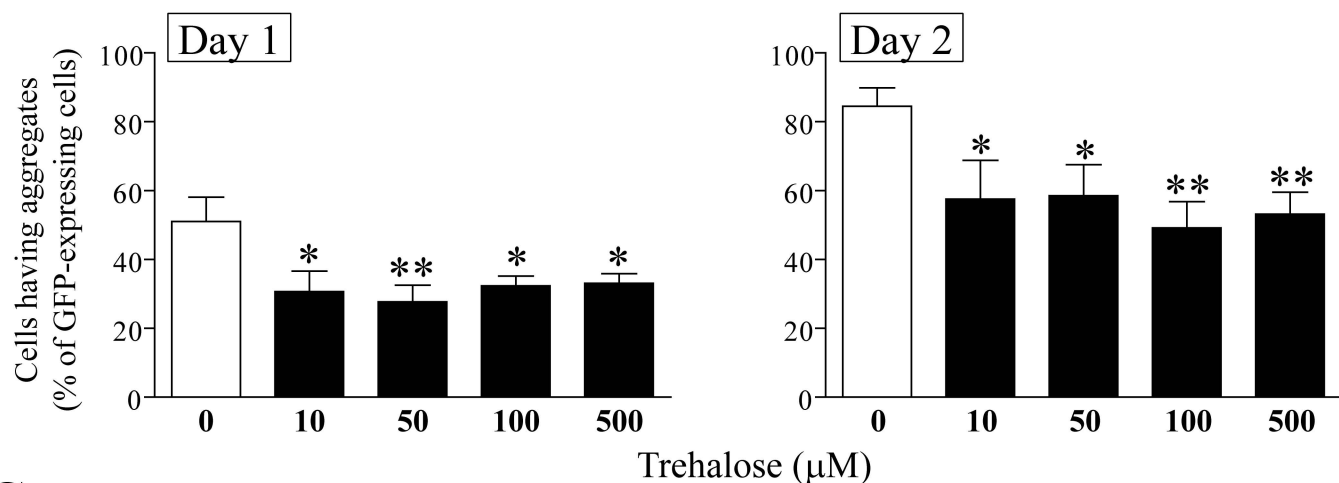 Day 1
Day 2
Cells having aggregates
(% of GFP-expressing cells)
100
80
60
40
20
0
* ** * *
0 10 50 100 500
100
80
60
40
20
0
* * ** **
0 10 50 100 500
Trehalose (μM)